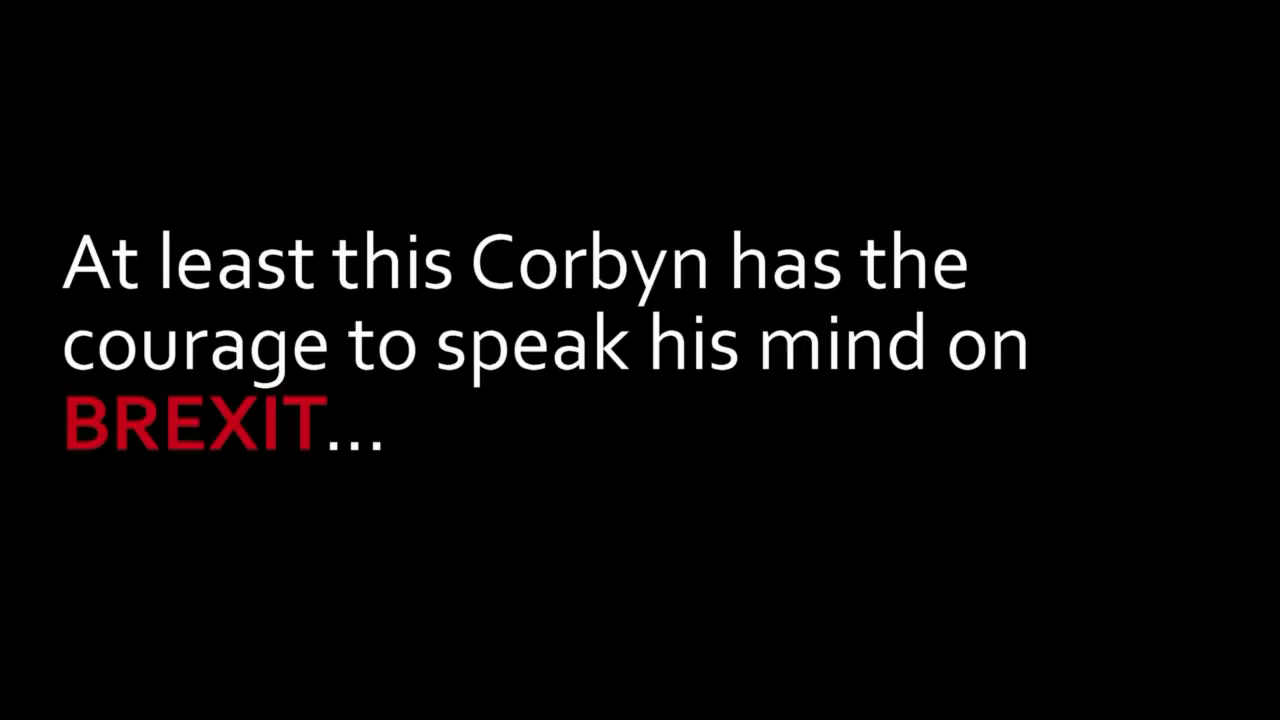 At least this Corbyn has the
courage to speak his mind on
BREXIT...